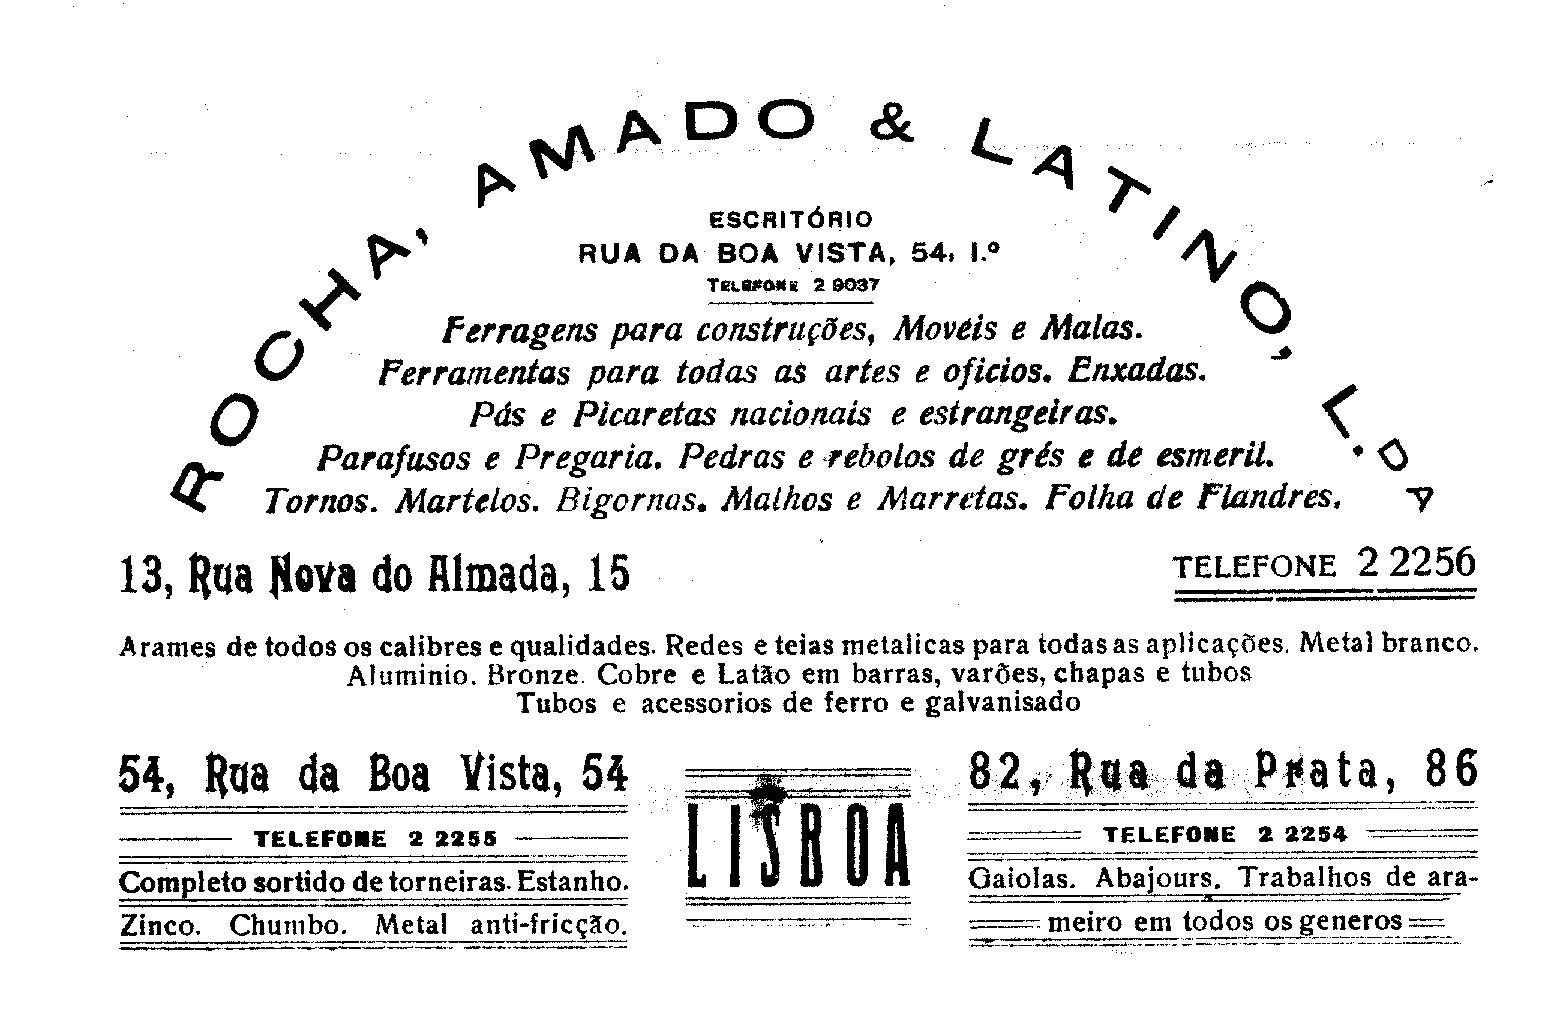 ROCHA, AMADO & LATINO, L.DA
ESCRITÓRIO
RUA DA BOA VISTA, 54, 1.º
TELEFONE 2 9037
Ferragens para construções, Movéis e Malas.
Ferramentas para todas as artes e oficios. Enxadas.
Pás e Picaretas nacionais e estrangeiras.
Parafusos e Pregaria. Pedras e rebolos de grés e de esmeril.
Tornos. Martelos. Bigornas. Malhos e Marretas. Folha de Flandres.
13, Rua Nova do Almada, 15
TELEFONE 2 2256
Arames de todos os calibres e qualidades. Redes e teias metalicas para todas as aplicações. Metal branco.
Aluminio. Bronze. Cobre e Latão em barras, varões, chapas e tubos
Tubos e acessorios de ferro e galvanisado
54, Rua da Boa Vista, 54
TELEFONE 2 2255
Completo sortido de torneiras. Estanho.
Zinco. Chumbo. Metal anti-fricção.
LISBOA
82, Rua da Prata, 86
TELEFONE 2 2254
Gaiolas. Abajours. Trabalhos de ara-
meiro em todos os generos